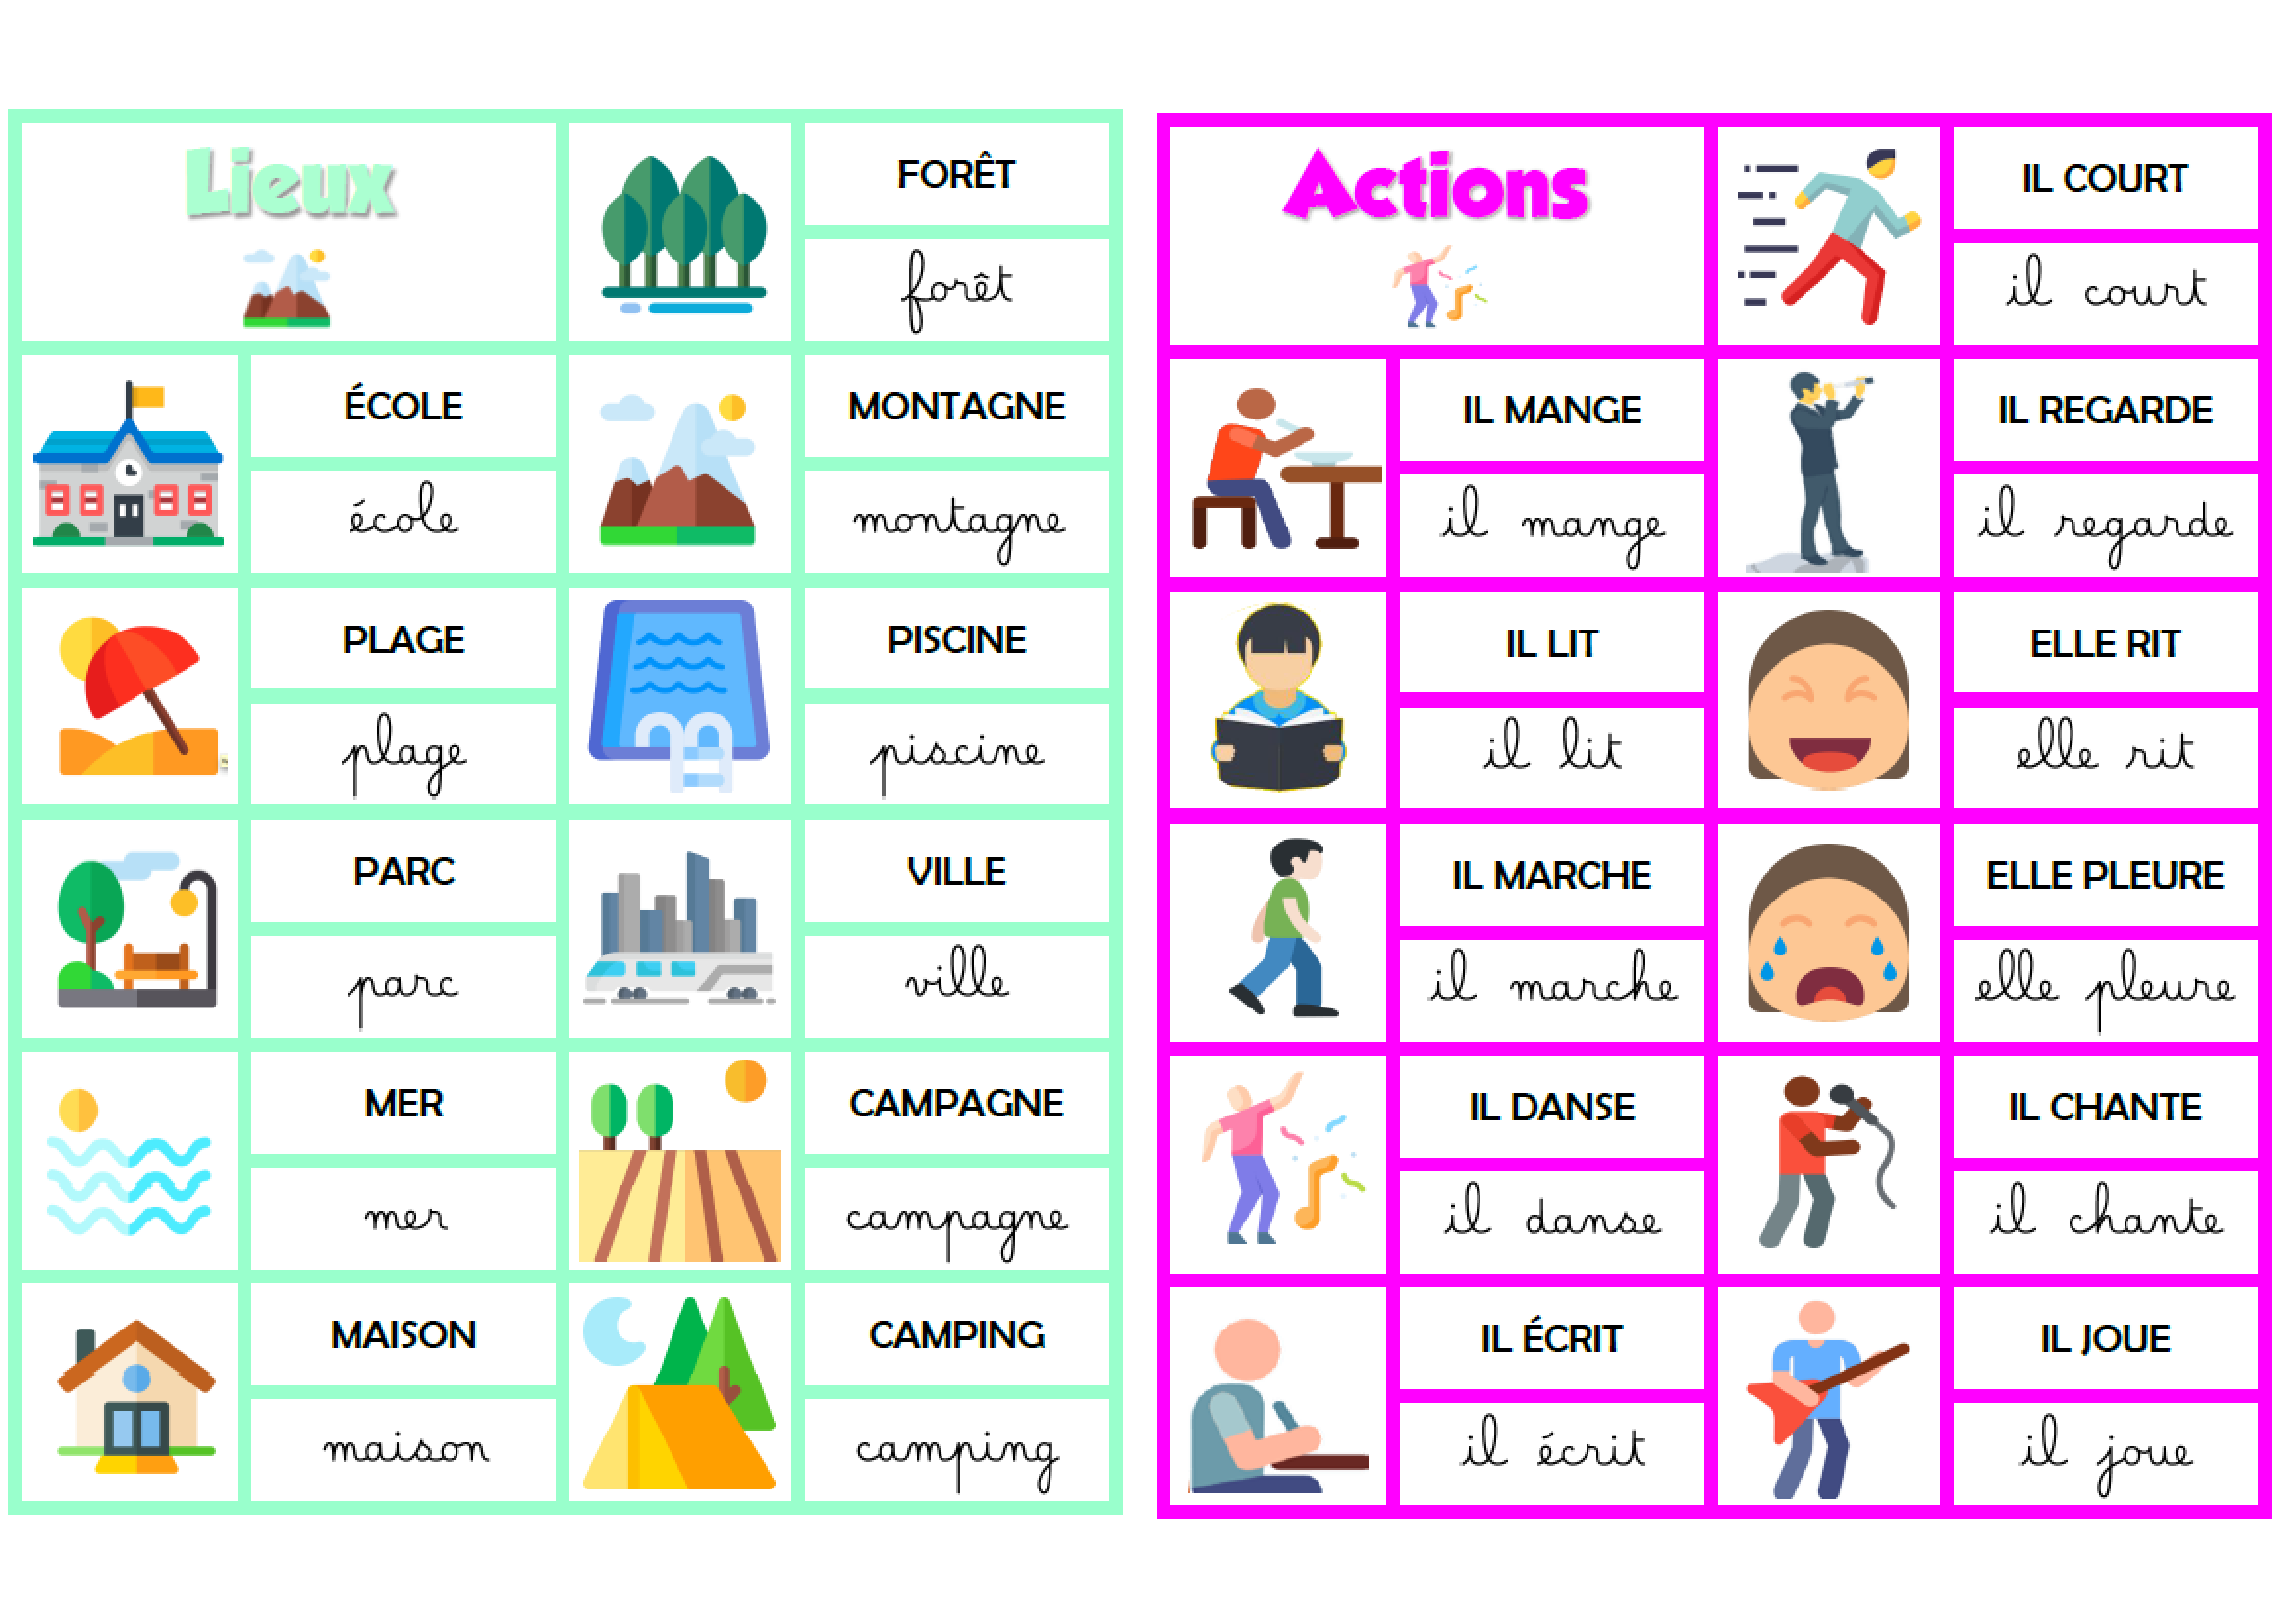 Lieux
FORÊT
forêt
ÉCOLE
école
MONTAGNE
montagne
PLAGE
plage
PISCINE
piscine
PARC
parc
VILLE
ville
MER
mer
CAMPAGNE
campagne
MAISON
maison
CAMPING
camping
Actions
IL COURT
il court
IL MANGE
il mange
IL REGARDE
il regarde
IL LIT
il lit
ELLE RIT
elle rit
IL MARCHE
il marche
ELLE PLEURE
elle pleure
IL DANSE
il danse
IL CHANTE
il chante
IL ÉCRIT
il écrit
IL JOUE
il joue